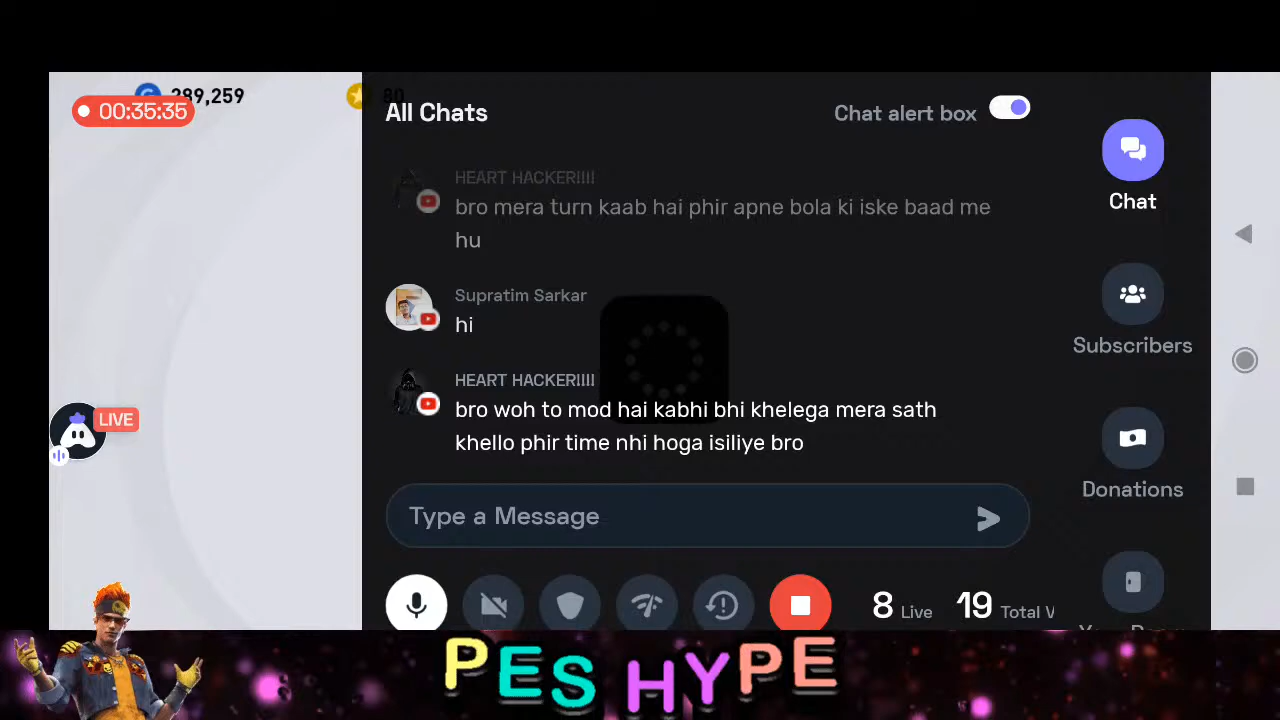 289,259
80
00:35:35
All Chats
Chat alert box
HEART HACKER!!!!
bro mera turn kaab hai phir apne bola ki iske baad me
hu
Chat
Supratim Sarkar
hi
Subscribers
HEART HACKER!!!!
bro woh to mod hai kabhi bhi khelega mera sath
khello phir time nhi hoga isiliye bro
LIVE
Donations
Type a Message
8 Live 19 Total V
PES HYPE